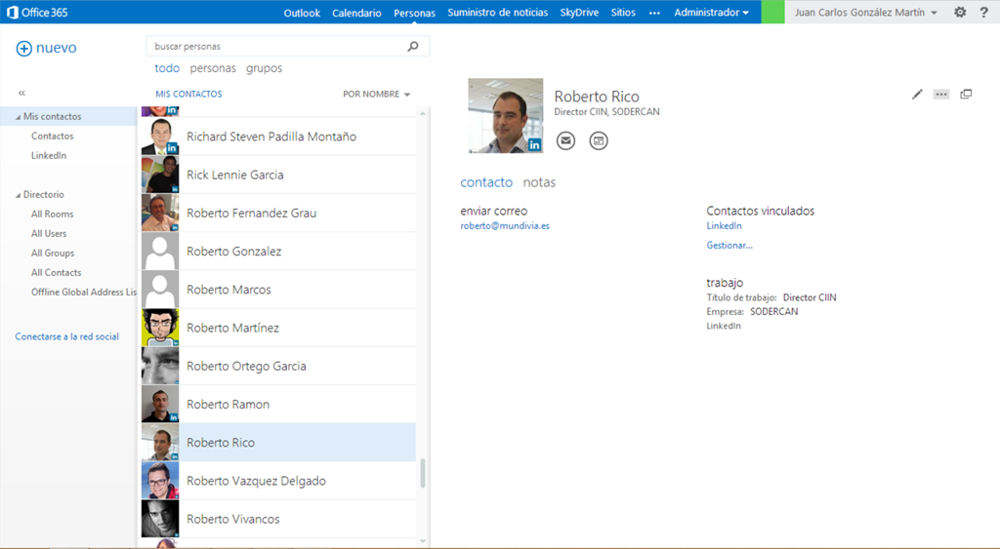 Office 365 Outlook Calendario Personas Suministro de noticias SkyDrive Sitios ••• Administrador Juan Carlos González Martín ?
nuevo
buscar personas
todo personas grupos
«
MIS CONTACTOS POR NOMBRE
Mis contactos
Contactos
LinkedIn
Directorio
All Rooms
All Users
All Groups
All Contacts
Offline Global Address Lis
Conectarse a la red social
in
Richard Steven Padilla Montaño
in
Rick Lennie Garcia
Roberto Fernandez Grau
Roberto Gonzalez
Roberto Marcos
Roberto Martínez
Roberto Ortego Garcia
Roberto Ramon
Roberto Rico
Roberto Vazquez Delgado
Roberto Vivancos
Roberto Rico
Director CIIN, SODERCAN
in
contacto notas
enviar correo
roberto@mundivia.es
Contactos vinculados
LinkedIn
Gestionar...
trabajo
Título de trabajo: Director CIIN
Empresa: SODERCAN
LinkedIn